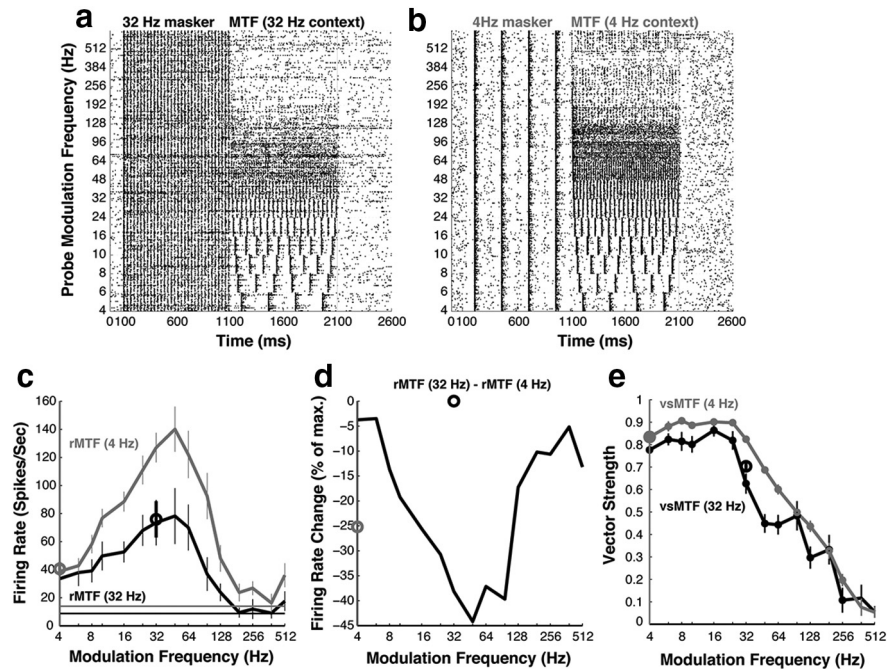 a
32 Hz masker MTF (32 Hz context)
Probe Modulation Frequency (Hz)
512
384
256
192
128
96
64
48
32
24
16
10
8
6
4
0 100 600 1100 1600 2100 2600
Time (ms)
b
4Hz masker MTF (4 Hz context)
512
384
256
192
128
96
64
48
32
24
16
10
8
6
4
0 100 600 1100 1600 2100 2600
Time (ms)
c
Firing Rate (Spikes/Sec)
160
140
120
100
80
60
40
20
0
rMTF (4 Hz)
rMTF (32 Hz)
4 8 16 32 64 128 256 512
Modulation Frequency (Hz)
d
rMTF (32 Hz) - rMTF (4 Hz)
Firing Rate Change (% of max.)
0
-5
-10
-15
-20
-25
-30
-35
-40
-45
4 8 16 32 64 128 256 512
Modulation Frequency (Hz)
e
Vector Strength
1
0.9
0.8
0.7
0.6
0.5
0.4
0.3
0.2
0.1
0
vsMTF (4 Hz)
vsMTF (32 Hz)
4 8 16 32 64 128 256 512
Modulation Frequency (Hz)